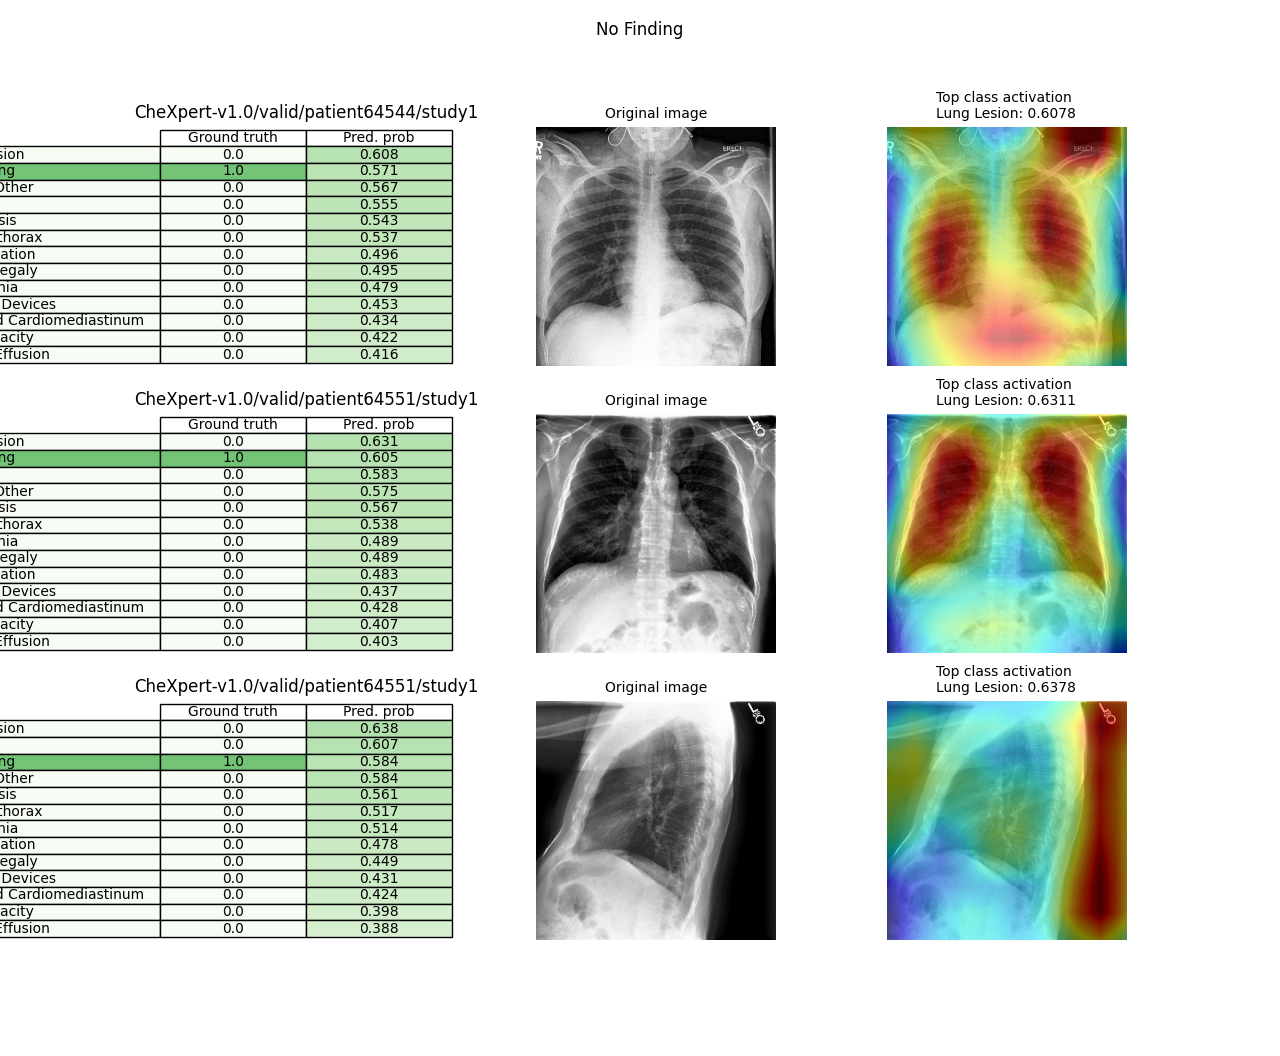 No Finding
CheXpert-v1.0/valid/patient64544/study1
Original image
Top class activation
Lung Lesion: 0.6078
Ground truth Pred. prob
sion 0.0 0.608
ng 1.0 0.571
Other 0.0 0.567
0.0 0.555
sis 0.0 0.543
thorax 0.0 0.537
ation 0.0 0.496
egaly 0.0 0.495
nia 0.0 0.479
Devices 0.0 0.453
d Cardiomediastinum 0.0 0.434
acity 0.0 0.422
Effusion 0.0 0.416
ERECT
ERECT
CheXpert-v1.0/valid/patient64551/study1
Original image
Top class activation
Lung Lesion: 0.6311
Ground truth Pred. prob
sion 0.0 0.631
ng 1.0 0.605
0.0 0.583
Other 0.0 0.575
sis 0.0 0.567
thorax 0.0 0.538
nia 0.0 0.489
egaly 0.0 0.489
ation 0.0 0.483
Devices 0.0 0.437
d Cardiomediastinum 0.0 0.428
acity 0.0 0.407
Effusion 0.0 0.403
CheXpert-v1.0/valid/patient64551/study1
Original image
Top class activation
Lung Lesion: 0.6378
Ground truth Pred. prob
sion 0.0 0.638
0.0 0.607
ng 1.0 0.584
Other 0.0 0.584
sis 0.0 0.561
thorax 0.0 0.517
nia 0.0 0.514
ation 0.0 0.478
egaly 0.0 0.449
Devices 0.0 0.431
d Cardiomediastinum 0.0 0.424
acity 0.0 0.398
Effusion 0.0 0.388